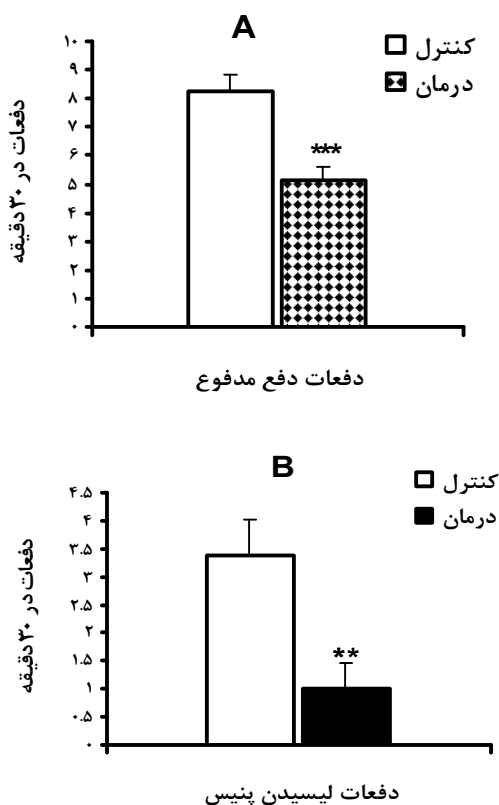 A
کنترل
درمان
دفعات در ۳۰ دقیقه
۱۰
۹
۸
۷
۶
۵
۴
۳
۲
۱
۰
***
دفعات دفع مدفوع
B
کنترل
درمان
دفعات در ۳۰ دقیقه
۴.۵
۴
۳.۵
۳
۲.۵
۲
۱.۵
۱
۰.۵
۰
**
دفعات لیسیدن پنیس